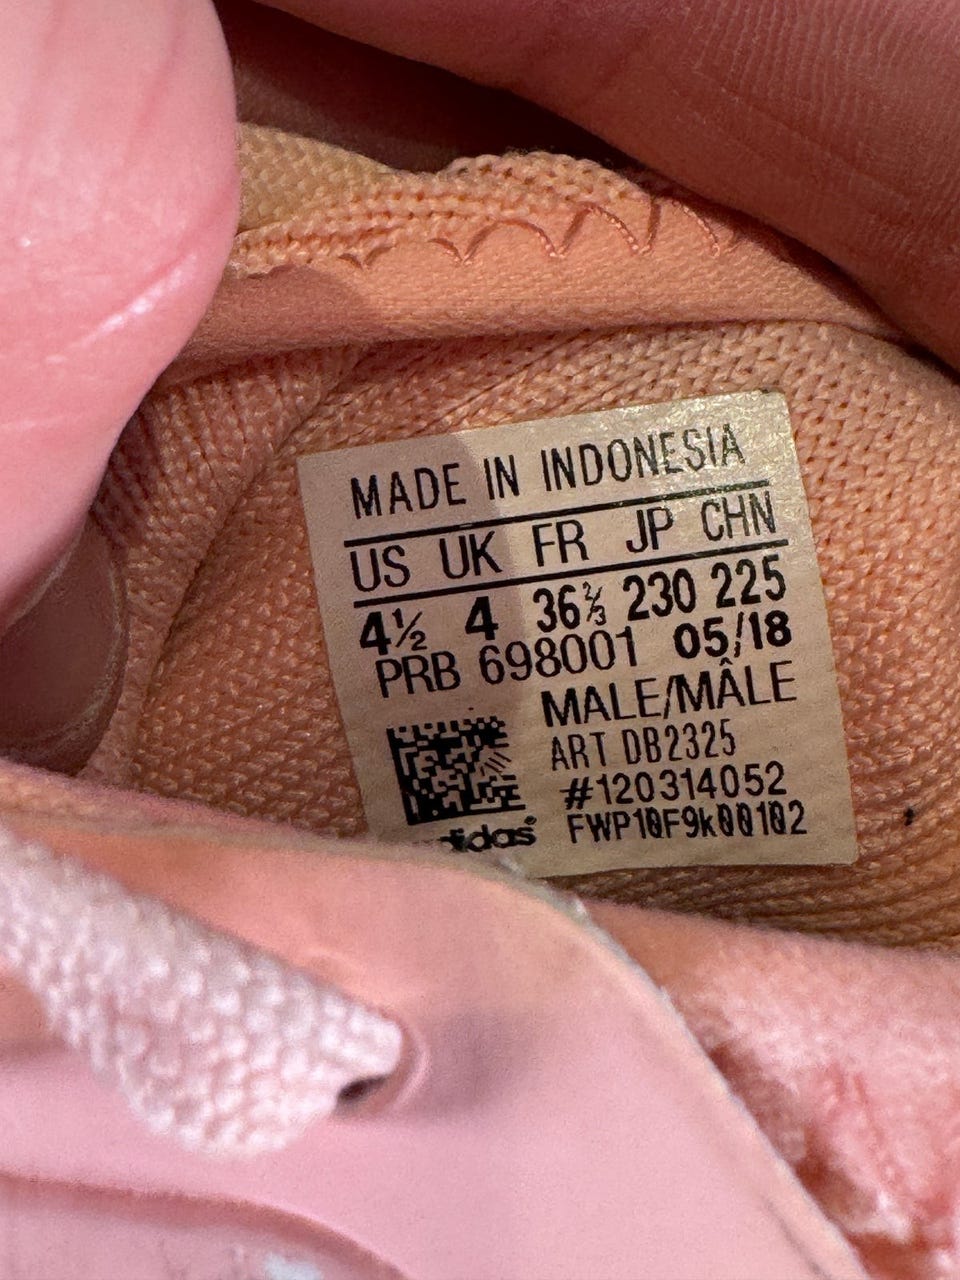 MADE IN INDONESIA
US UK FR JP CHN
4½ 4 36⅔ 230 225
PRB 698001 05/18
MALE/MÂLE
ART DB2325
#120314052
FWP10F9k00102
adidas®